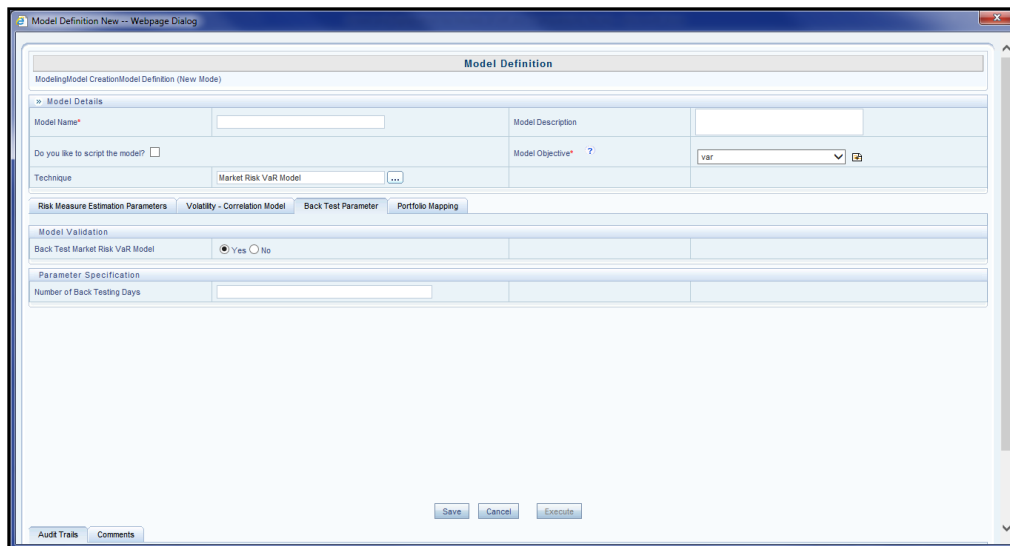 Model Definition New -- Webpage Dialog
Model Definition
ModelingModel CreationModel Definition (New Mode)
» Model Details
Model Name* Model Description
Do you like to script the model? Model Objective* ? var
Technique Market Risk VaR Model ...
Risk Measure Estimation Parameters Volatility - Correlation Model Back Test Parameter Portfolio Mapping
Model Validation
Back Test Market Risk VaR Model Yes No
Parameter Specification
Number of Back Testing Days
Save Cancel Execute
Audit Trails Comments